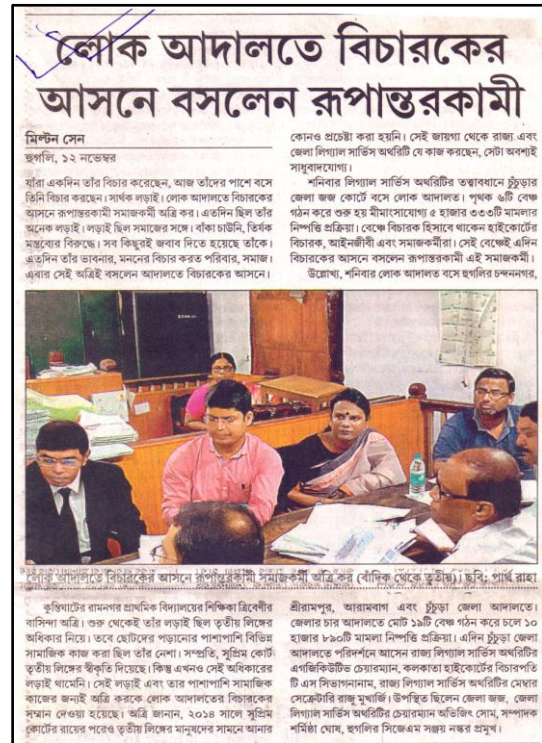 লোক আদালতে বিচারকের
আসনে বসলেন রূপান্তরকামী
মিল্টন সেন
হুগলি, ১২ নভেম্বর
যাঁরা একদিন তাঁর বিচার করেছেন, আজ তাঁদের পাশে বসে
তিনি বিচার করছেন। সার্থক লড়াই। লোক আদালতে বিচারকের
আসনে রূপান্তরকামী সমাজকর্মী অত্রি কর। এতদিন ছিল তাঁর
অনেক লড়াই। লড়াই ছিল সমাজের সঙ্গে। বাঁকা চাউনি, তির্যক
মন্তব্যের বিরুদ্ধে। সব কিছুরই জবাব দিতে হয়েছে তাঁকে।
এতদিন তাঁর ভাবনার, মননের বিচার করত পরিবার, সমাজ।
এবার সেই অত্রিই বসলেন আদালতে বিচারকের আসনে।
কোনও প্রচেষ্টা করা হয়নি। সেই জায়গা থেকে রাজ্য এবং
জেলা লিগ্যাল সার্ভিস অথরিটি যে কাজ করছেন, সেটা অবশ্যই
সাধুবাদযোগ্য।
শনিবার লিগ্যাল সার্ভিস অথরিটির তত্ত্বাবধানে চুঁচুড়ার
জেলা জজ কোর্টে বসে লোক আদালত। পৃথক ৬টি বেঞ্চ
গঠন করে শুরু হয় মীমাংসাযোগ্য ৫ হাজার ৩৩৩টি মামলার
নিষ্পত্তি প্রক্রিয়া। বেঞ্চে বিচারক হিসাবে থাকেন হাইকোর্টের
বিচারক, আইনজীবী এবং সমাজকর্মীরা। সেই বেঞ্চেই এদিন
বিচারকের আসনে বসলেন রূপান্তরকামী এই সমাজকর্মী।
উল্লেখ্য, শনিবার লোক আদালত বসে হুগলির চন্দননগর,
লোক আদালতে বিচারকের আসনে রূপান্তরকামী সমাজকর্মী অত্রি কর (বাঁদিক থেকে তৃতীয়)। ছবি: পার্থ রাহা
কুন্তিঘাটের রামনগর প্রাথমিক বিদ্যালয়ের শিক্ষিকা ত্রিবেণীর
বাসিন্দা অত্রি। শুরু থেকেই তাঁর লড়াই ছিল তৃতীয় লিঙ্গের
অধিকার নিয়ে। তবে ছোটদের পড়ানোর পাশাপাশি বিভিন্ন
সামাজিক কাজ করা ছিল তাঁর নেশা। সম্প্রতি, সুপ্রিম কোর্ট
তৃতীয় লিঙ্গের স্বীকৃতি দিয়েছে। কিন্তু এখনও সেই অধিকারের
লড়াই থামেনি। সেই লড়াই এবং তার পাশাপাশি সামাজিক
কাজের জন্যই অত্রি করকে লোক আদালতের বিচারকের
সম্মান দেওয়া হয়েছে। অত্রি জানান, ২০১৪ সালে সুপ্রিম
কোর্টের রায়ের পরেও তৃতীয় লিঙ্গের মানুষদের সামনে আনার
শ্রীরামপুর, আরামবাগ এবং চুঁচুড়া জেলা আদালতে।
জেলার চার আদালতে মোট ১৯টি বেঞ্চ গঠন করে চলে ১০
হাজার ৮৯০টি মামলা নিষ্পত্তি প্রক্রিয়া। এদিন চুঁচুড়া জেলা
আদালতে পরিদর্শনে আসেন রাজ্য লিগ্যাল সার্ভিস অথরিটির
এগজিকিউটিভ চেয়ারম্যান, কলকাতা হাইকোর্টের বিচারপতি
টি এস সিভাগনানাম, রাজ্য লিগ্যাল সার্ভিস অথরিটির মেম্বার
সেক্রেটারি রাজু মুখার্জি। উপস্থিত ছিলেন জেলা জজ, জেলা
লিগ্যাল সার্ভিস অথরিটির চেয়ারম্যান অভিজিৎ সোম, সম্পাদক
শর্মিষ্ঠা ঘোষ, হুগলির সিজেএম সঞ্জয় নস্কর প্রমুখ।